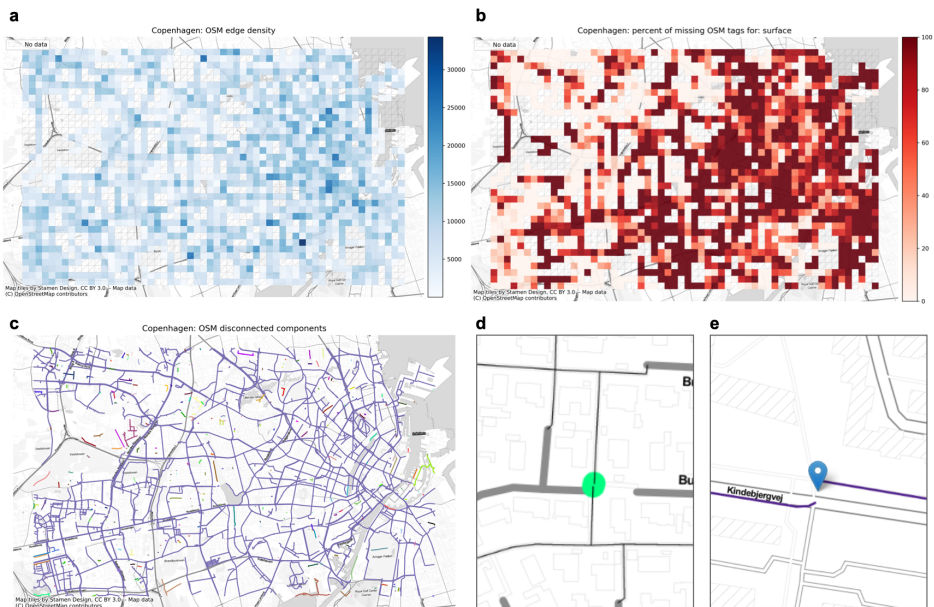 a
Copenhagen: OSM edge density
No data
30000
25000
20000
15000
10000
5000
Map tiles by Stamen Design, CC BY 3.0 -- Map data
(C) OpenStreetMap contributors
b
Copenhagen: percent of missing OSM tags for: surface
No data
100
80
60
40
20
0
Map tiles by Stamen Design, CC BY 3.0 -- Map data
(C) OpenStreetMap contributors
c
Copenhagen: OSM disconnected components
Map tiles by Stamen Design, CC BY 3.0 -- Map data
(C) OpenStreetMap contributors
d
Bu
Bu
e
Kindebjergvej